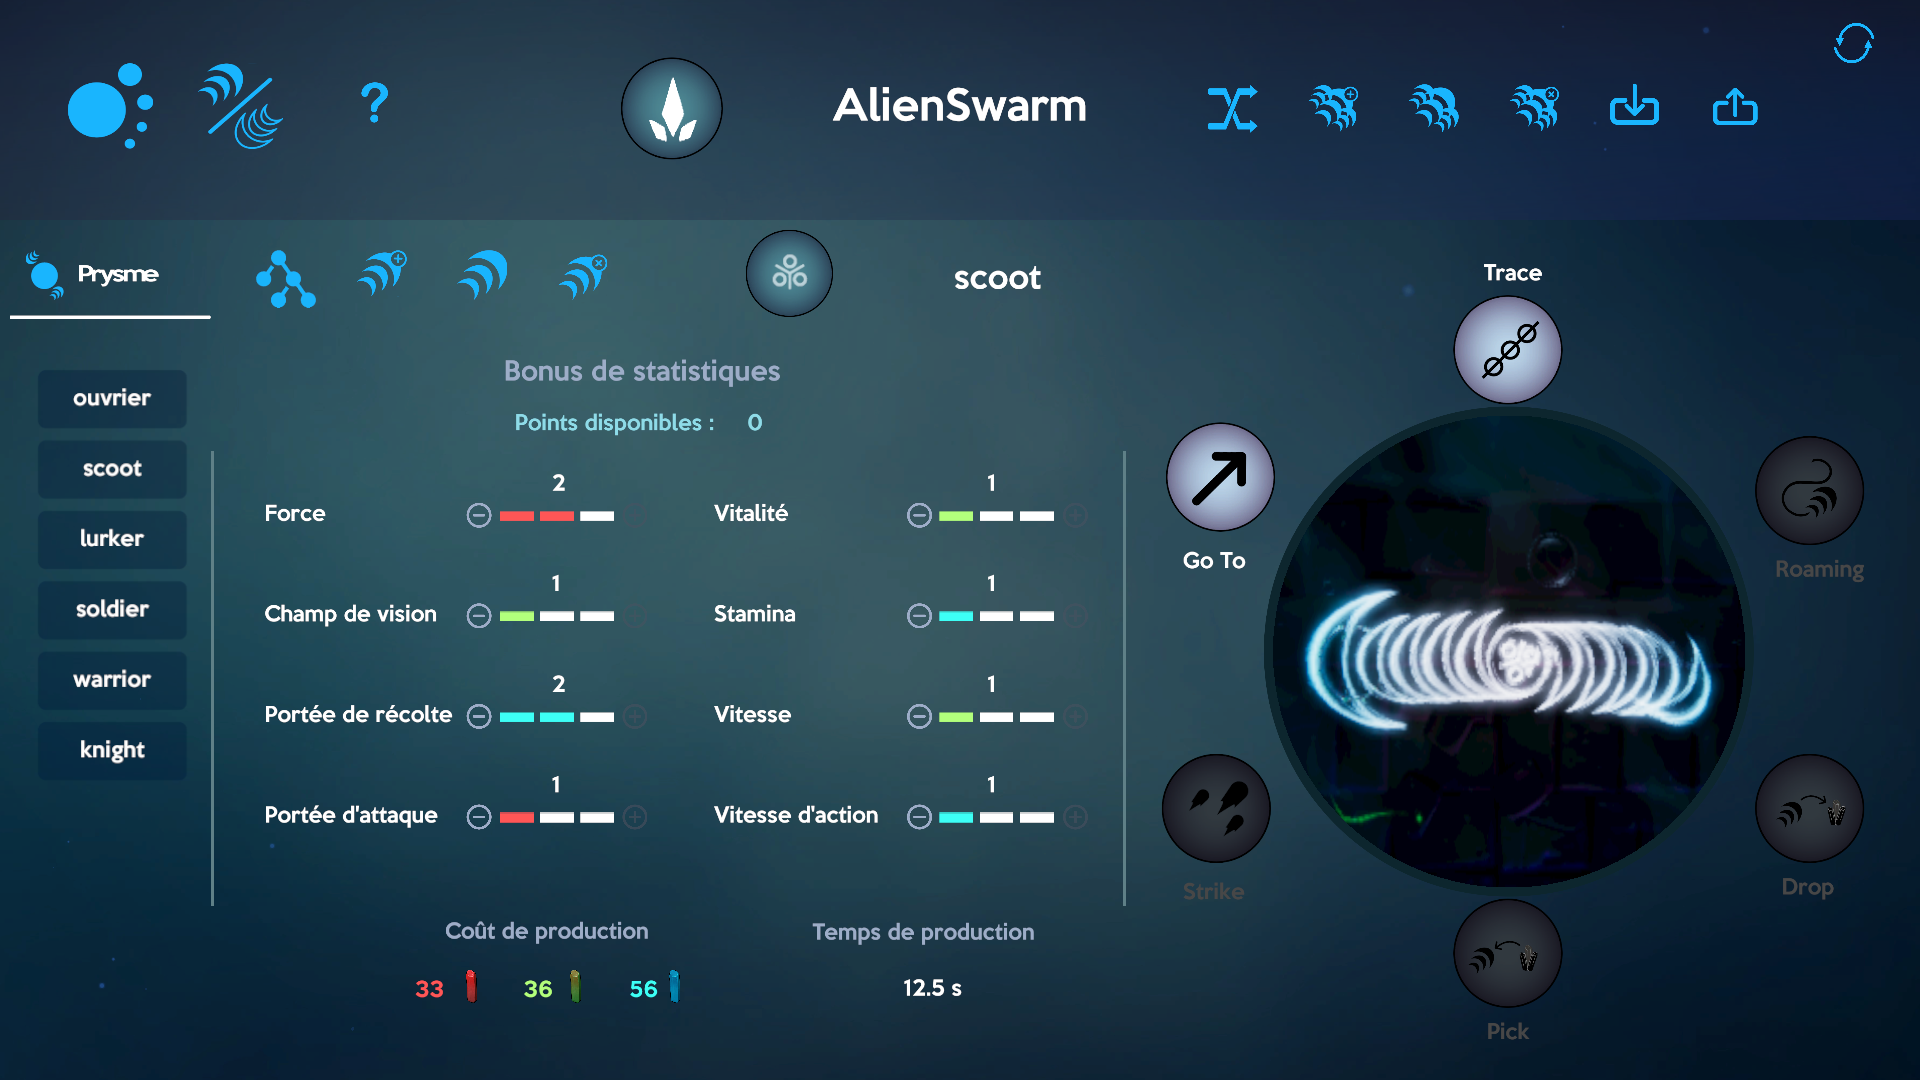 ?
AlienSwarm
Prysme
scoot
Trace
Bonus de statistiques
Points disponibles : 0
ouvrier
scoot
lurker
soldier
warrior
knight
2
Force
1
Vitalité
1
Champ de vision
1
Stamina
2
Portée de récolte
1
Vitesse
1
Portée d'attaque
1
Vitesse d'action
Coût de production
33 36 56
Temps de production
12.5 s
Go To
Roaming
Strike
Drop
Pick